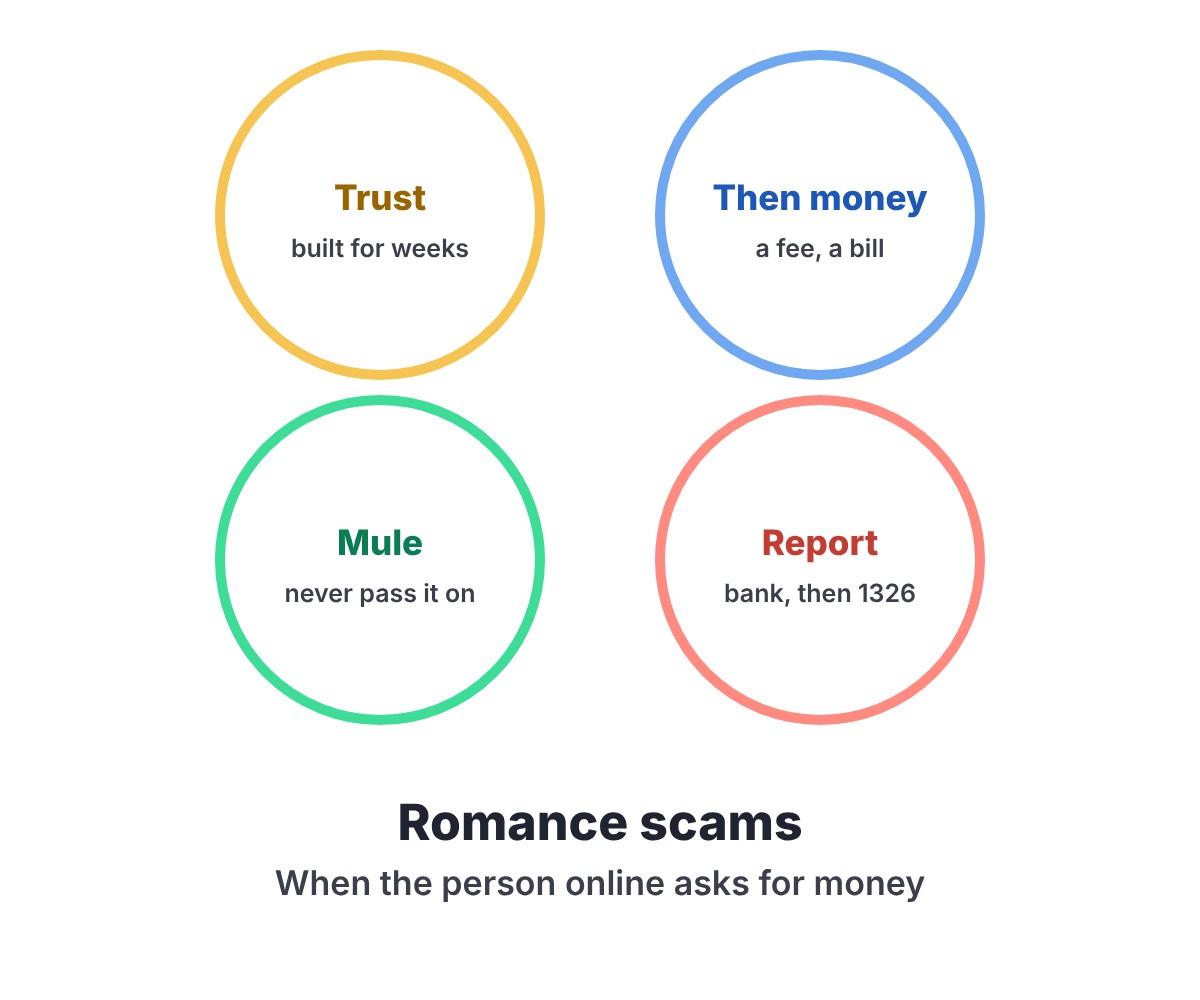 Trust
built for weeks
Then money
a fee, a bill
Mule
never pass it on
Report
bank, then 1326
Romance scams
When the person online asks for money